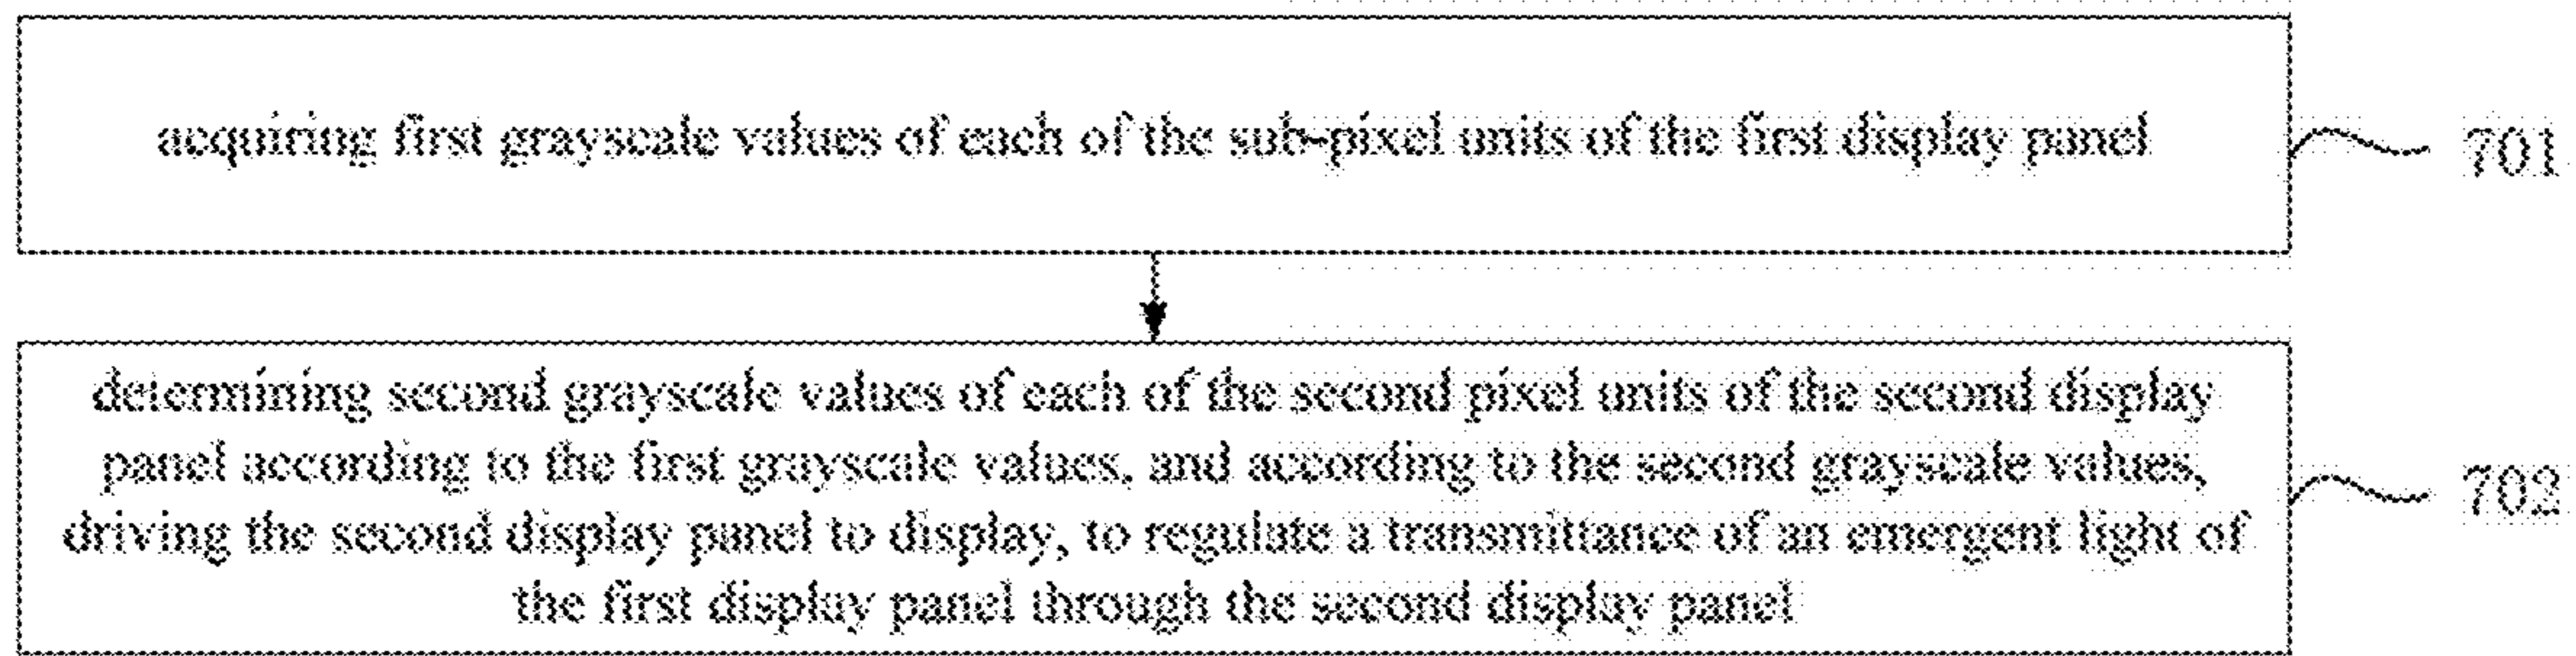 acquiring first grayscale values of each of the sub-pixel units of the first display panel
701
determining second grayscale values of each of the second pixel units of the second display
panel according to the first grayscale values, and according to the second grayscale values,
driving the second display panel to display, to regulate a transmittance of an emergent light of
the first display panel through the second display panel
702